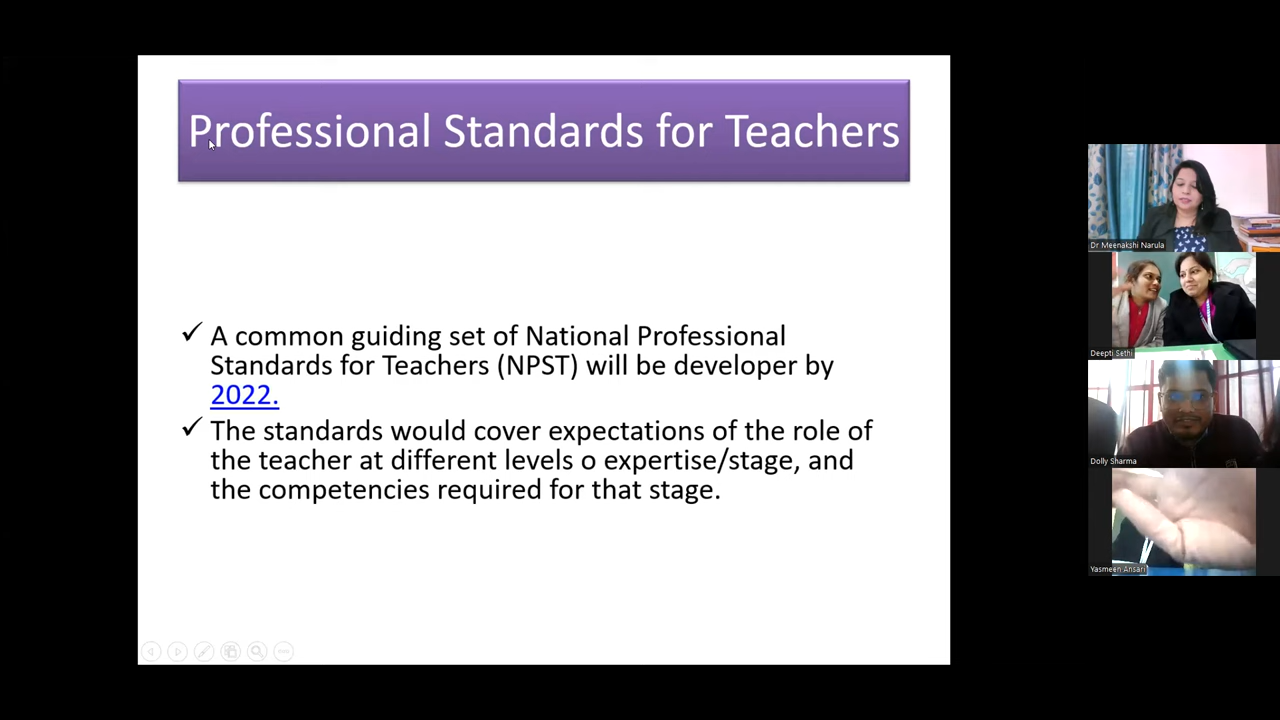 Professional Standards for Teachers
✓ A common guiding set of National Professional
Standards for Teachers (NPST) will be developer by
2022.
✓ The standards would cover expectations of the role of
the teacher at different levels o expertise/stage, and
the competencies required for that stage.
Dr Meenakshi Narula
Deepti Sethi
Dolly Sharma
Yasmeen Ansari